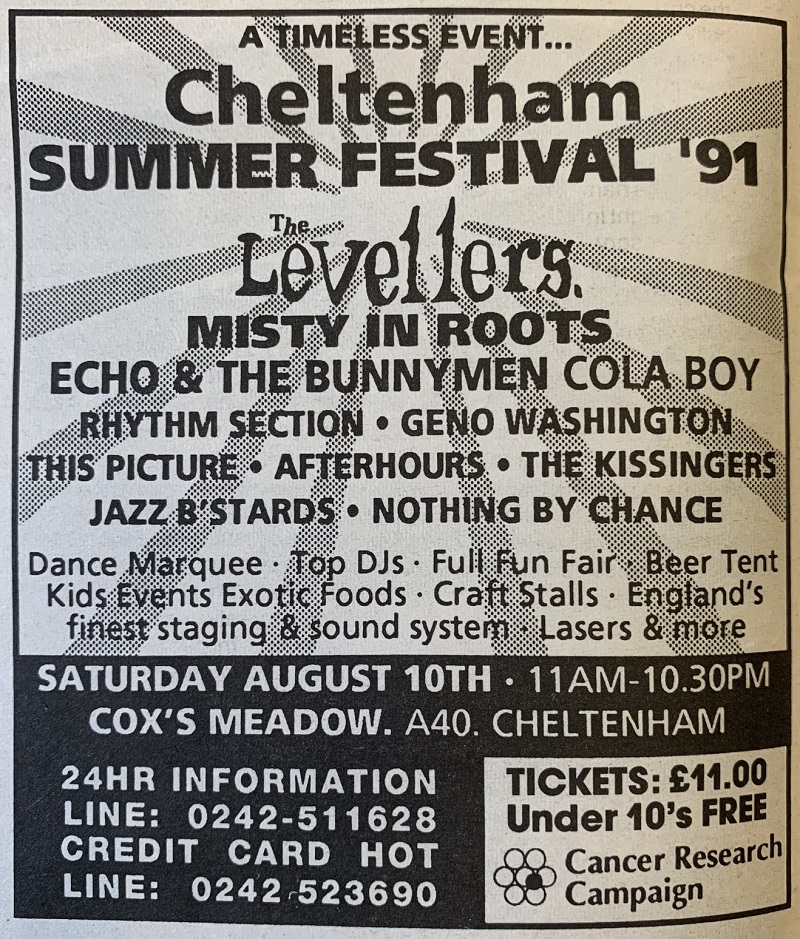 A TIMELESS EVENT...
Cheltenham
SUMMER FESTIVAL '91
The
Levellers.
MISTY IN ROOTS
ECHO & THE BUNNYMEN COLA BOY
RHYTHM SECTION • GENO WASHINGTON
THIS PICTURE • AFTERHOURS • THE KISSINGERS
JAZZ B'STARDS • NOTHING BY CHANCE
Dance Marquee · Top DJs · Full Fun Fair · Beer Tent
Kids Events Exotic Foods · Craft Stalls · England's
finest staging & sound system · Lasers & more
SATURDAY AUGUST 10TH · 11AM-10.30PM
COX'S MEADOW. A40. CHELTENHAM
24HR INFORMATION
LINE: 0242-511628
CREDIT CARD HOT
LINE: 0242-523690
TICKETS: £11.00
Under 10's FREE
Cancer Research
Campaign